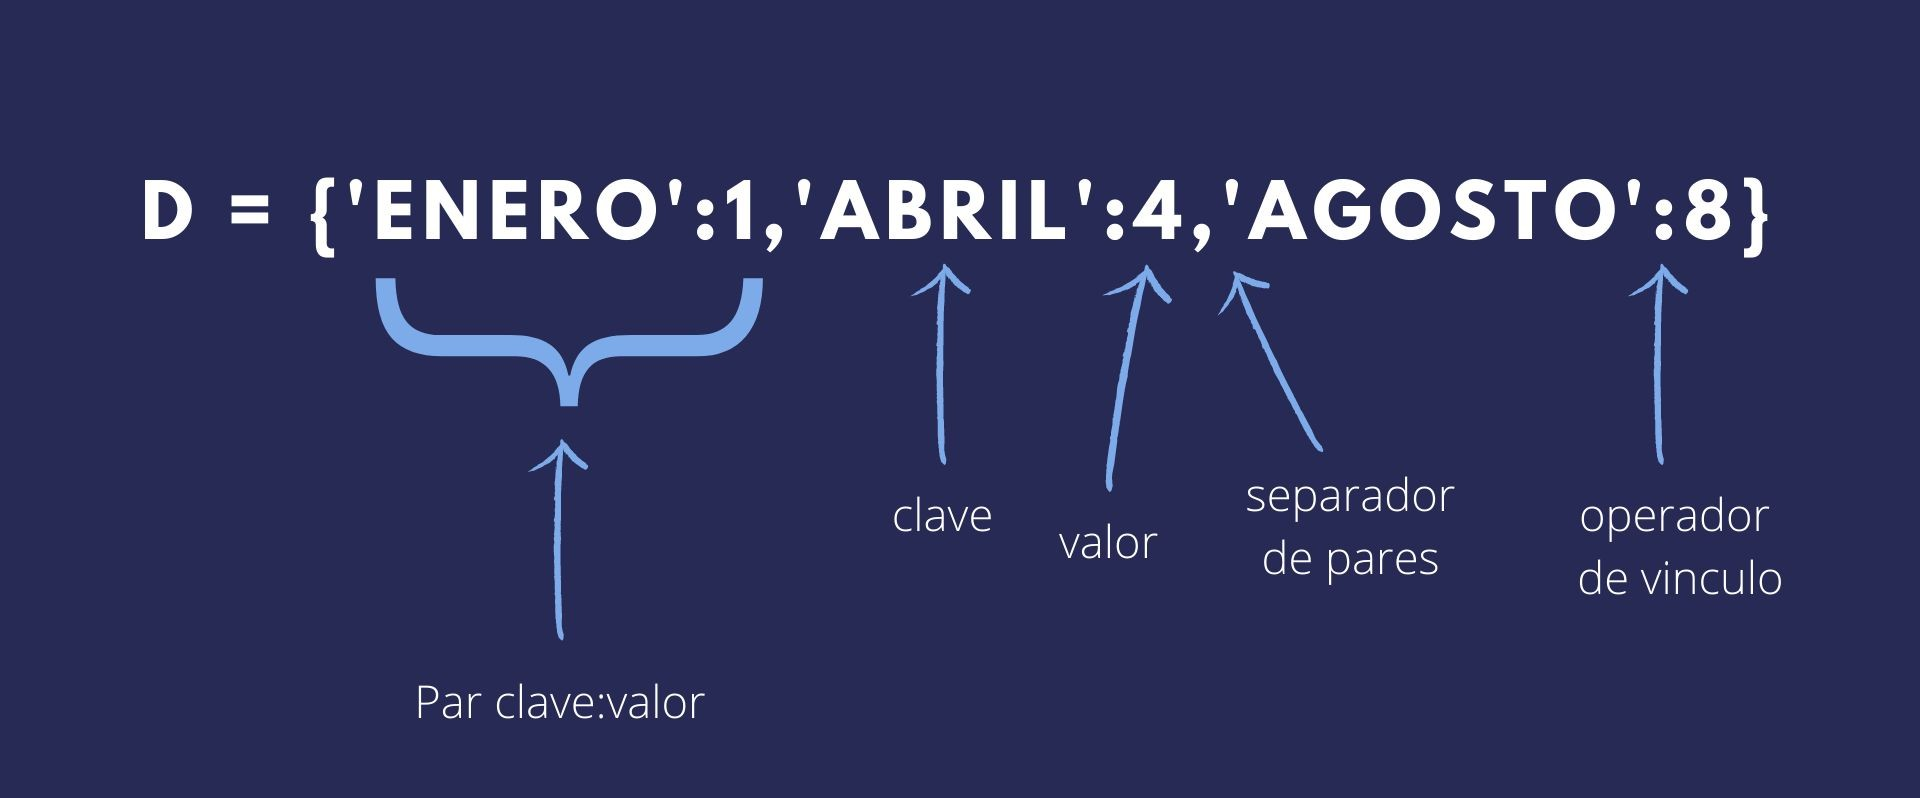 D = {'ENERO':1,'ABRIL':4,'AGOSTO':8}
clave
valor
separador
de pares
operador
de vinculo
Par clave:valor